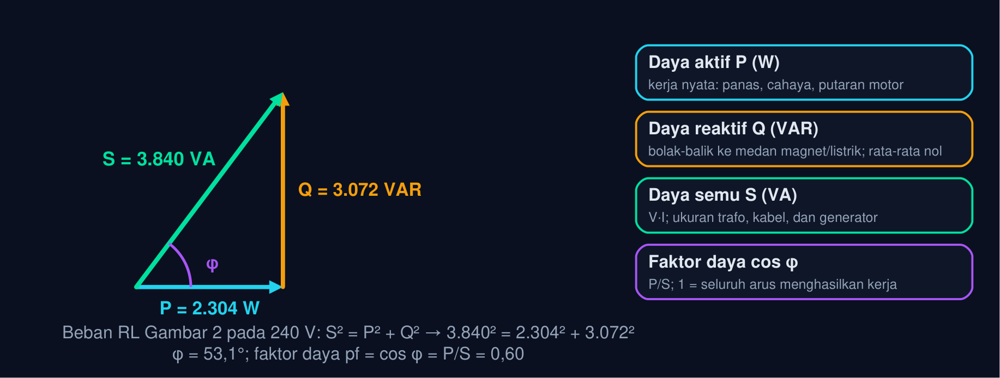 S = 3.840 VA
Q = 3.072 VAR
φ
P = 2.304 W
Beban RL Gambar 2 pada 240 V: S² = P² + Q² → 3.840² = 2.304² + 3.072²
φ = 53,1°; faktor daya pf = cos φ = P/S = 0,60
Daya aktif P (W)
kerja nyata: panas, cahaya, putaran motor
Daya reaktif Q (VAR)
bolak-balik ke medan magnet/listrik; rata-rata nol
Daya semu S (VA)
V·I; ukuran trafo, kabel, dan generator
Faktor daya cos φ
P/S; 1 = seluruh arus menghasilkan kerja